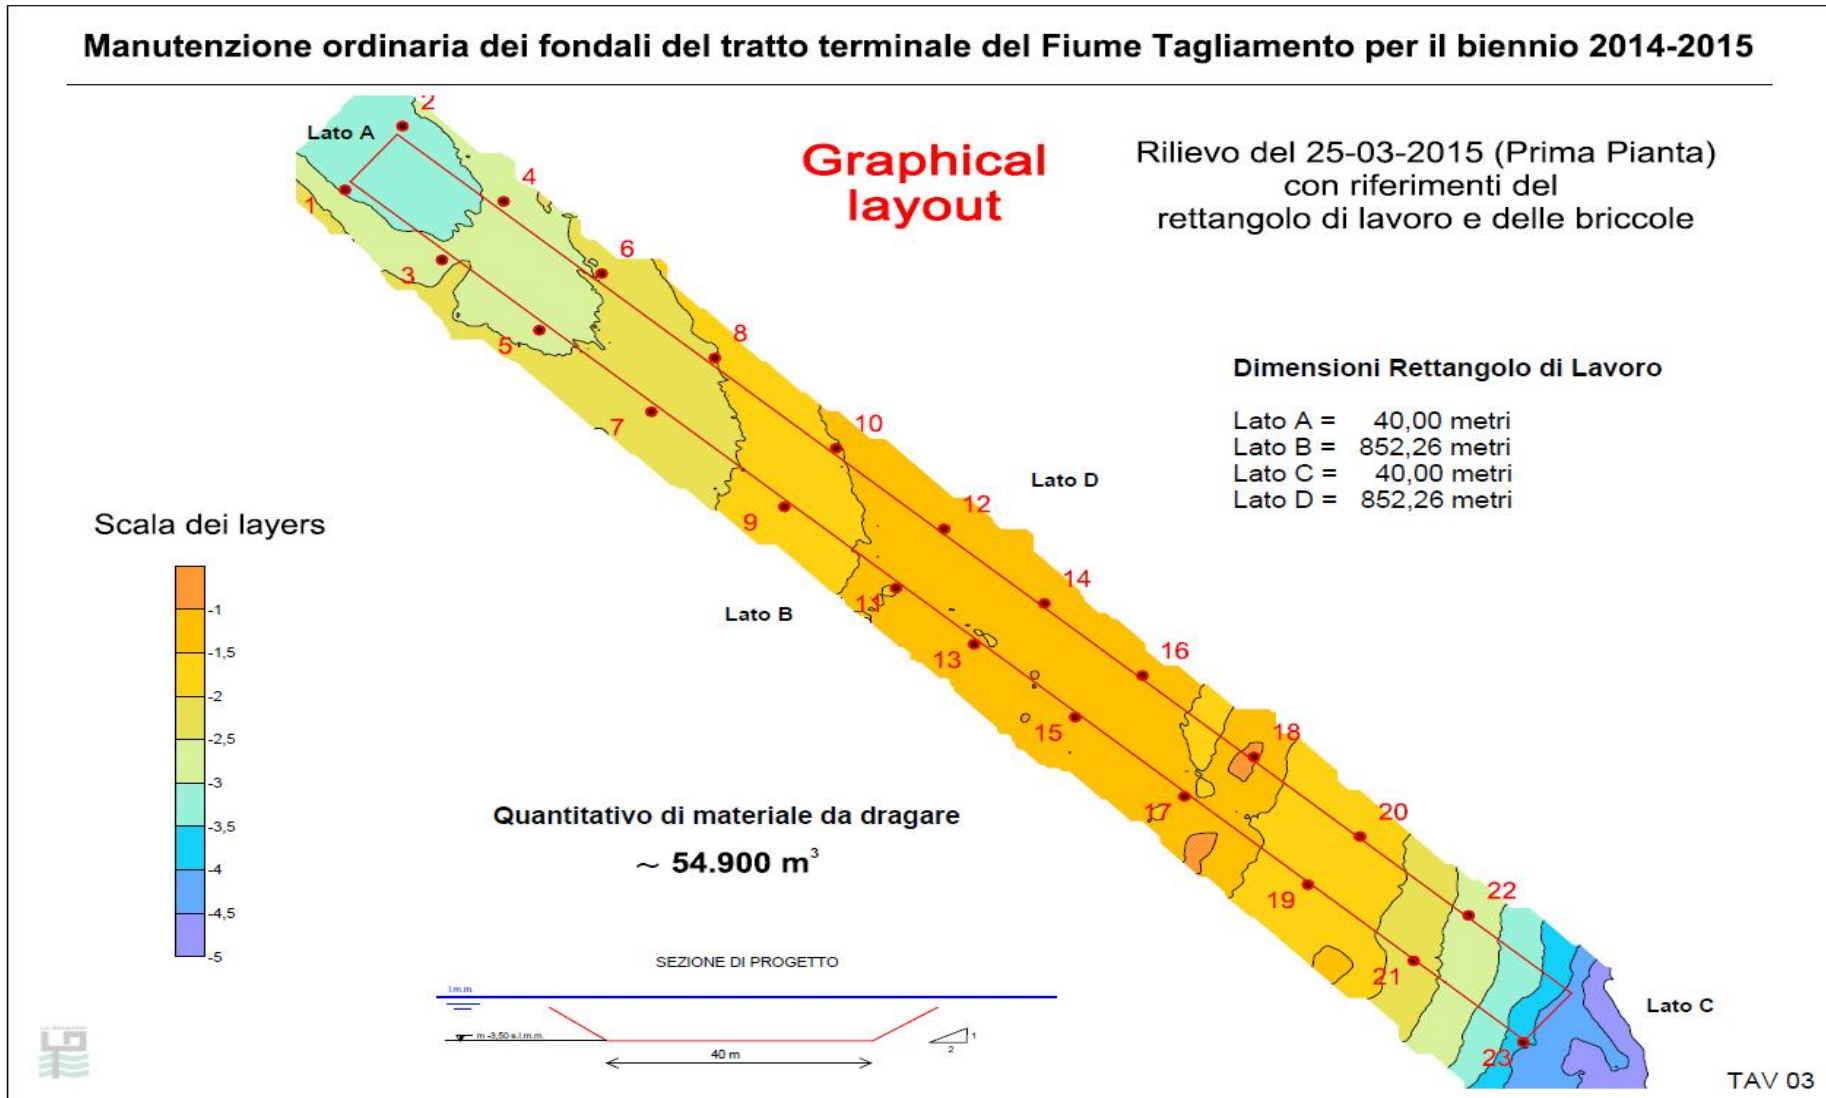 Manutenzione ordinaria dei fondali del tratto terminale del Fiume Tagliamento per il biennio 2014-2015
Graphical
layout
Rilievo del 25-03-2015 (Prima Pianta)
con riferimenti del
rettangolo di lavoro e delle briccole
Lato A
2
1
4
3
6
5
8
7
10
9
12
11
14
13
16
15
18
17
20
19
22
21
23
Lato D
Lato B
Lato C
Dimensioni Rettangolo di Lavoro
Lato A = 40,00 metri
Lato B = 852,26 metri
Lato C = 40,00 metri
Lato D = 852,26 metri
Scala dei layers
-1
-1,5
-2
-2,5
-3
-3,5
-4
-4,5
-5
Quantitativo di materiale da dragare
~ 54.900 m³
SEZIONE DI PROGETTO
l.m.m.
m -3,50 s.l.m.m.
40 m
1
2
TAV 03